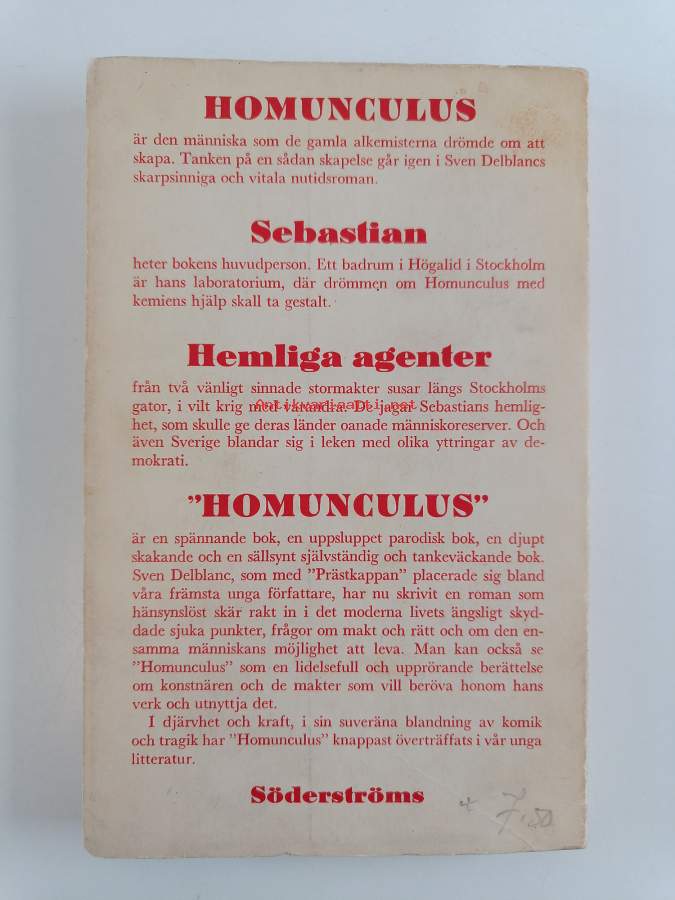 HOMUNCULUS
är den människa som de gamla alkemisterna drömde om att
skapa. Tanken på en sådan skapelse går igen i Sven Delblancs
skarpsinniga och vitala nutidsroman.
Sebastian
heter bokens huvudperson. Ett badrum i Högalid i Stockholm
är hans laboratorium, där drömmen om Homunculus med
kemiens hjälp skall ta gestalt.
Hemliga agenter
från två vänligt sinnade stormakter susar längs Stockholms
gator, i vilt krig med varandra. De jagar Sebastians hemlig-
Antikvariaatti.net
het, som skulle ge deras länder oanade människoreserver. Och
även Sverige blandar sig i leken med olika yttringar av de-
mokrati.
”HOMUNCULUS”
är en spännande bok, en uppsluppet parodisk bok, en djupt
skakande och en sällsynt självständig och tankeväckande bok.
Sven Delblanc, som med ”Prästkappan” placerade sig bland
våra främsta unga författare, har nu skrivit en roman som
hänsynslöst skär rakt in i det moderna livets ängsligt skyd-
dade sjuka punkter, frågor om makt och rätt och om den en-
samma människans möjlighet att leva. Man kan också se
”Homunculus” som en lidelsefull och upprörande berättelse
om konstnären och de makter som vill beröva honom hans
verk och utnyttja det.
I djärvhet och kraft, i sin suveräna blandning av komik
och tragik har ”Homunculus” knappast överträffats i vår unga
litteratur.
Söderströms
7,50